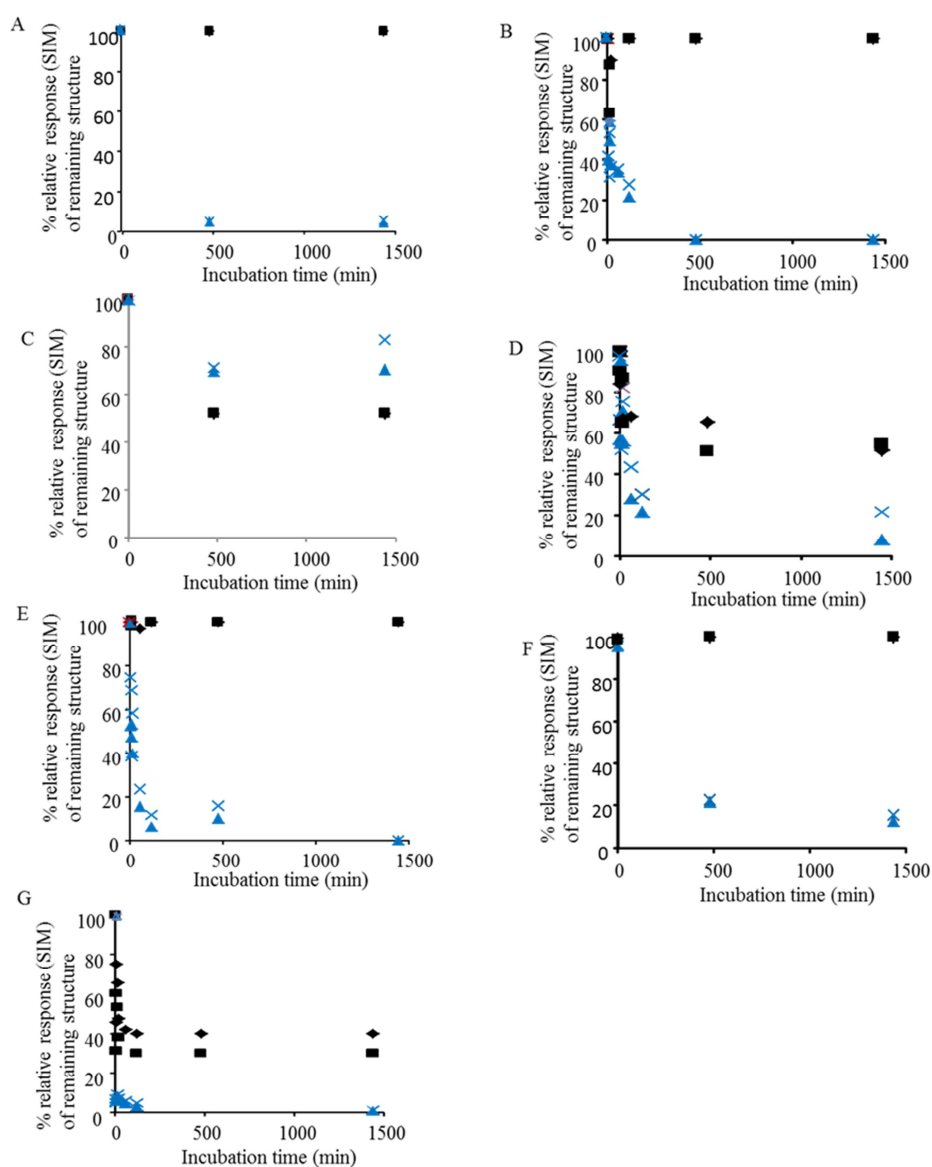 A
% relative response (SIM)
of remaining structure
100
80
60
40
20
0
0 500 1000 1500
Incubation time (min)
B
% relative response (SIM)
of remaining structure
100
80
60
40
20
0
0 500 1000 1500
Incubation time (min)
C
% relative response (SIM)
of remaining structure
100
80
60
40
20
0
0 500 1000 1500
Incubation time (min)
D
% relative response (SIM)
of remaining structure
100
80
60
40
20
0
0 500 1000 1500
Incubation time (min)
E
% relative response (SIM)
of remaining structure
100
80
60
40
20
0
0 500 1000 1500
Incubation time (min)
F
% relative response (SIM)
of remaining structure
100
80
60
40
20
0
0 500 1000 1500
Incubation time (min)
G
% relative response (SIM)
of remaining structure
100
80
60
40
20
0
0 500 1000 1500
Incubation time (min)